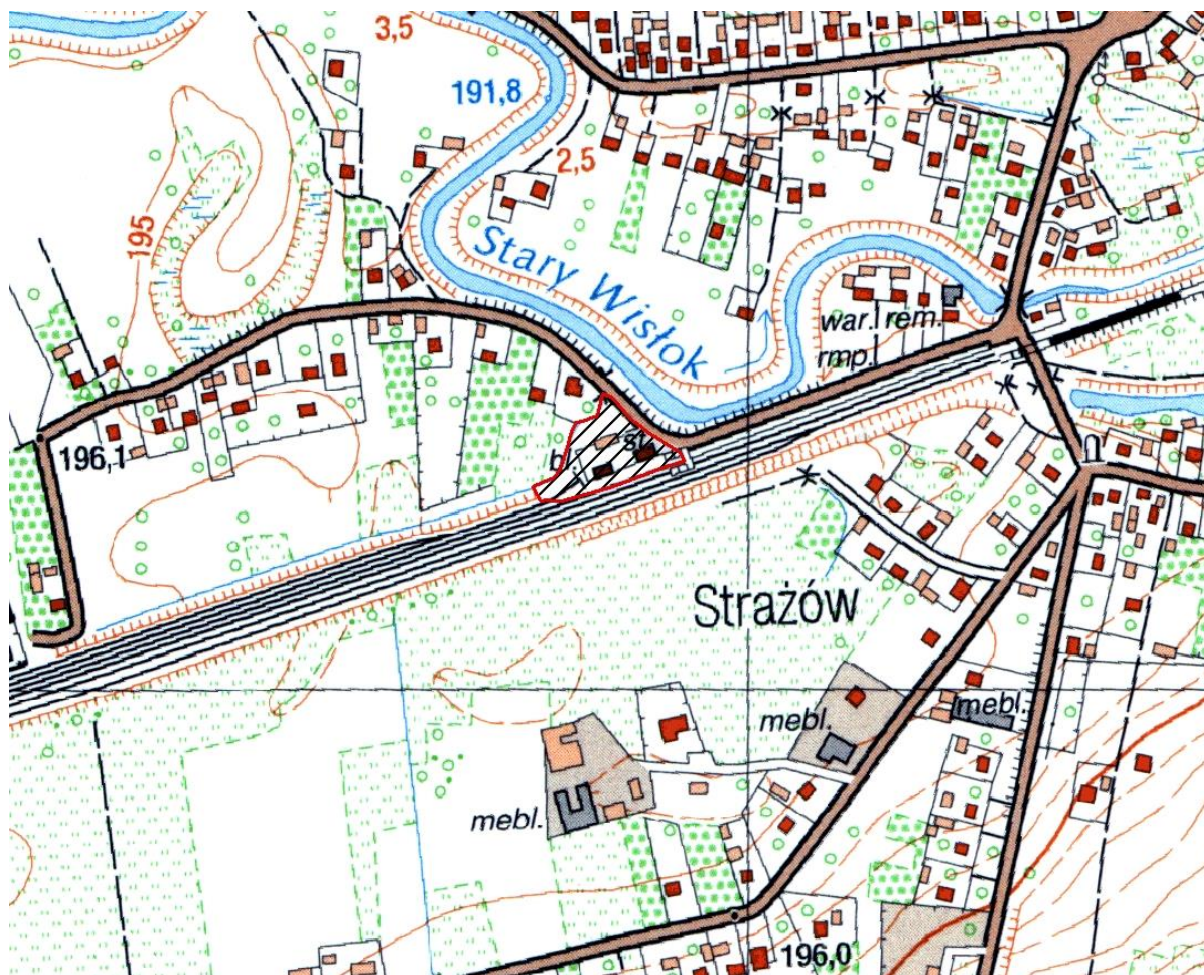 3,5
191,8
2,5
195
Stary Wisłok
war. rem.
rmp.
196,1
st.
Strażów
mebl.
mebl.
mebl.
196,0